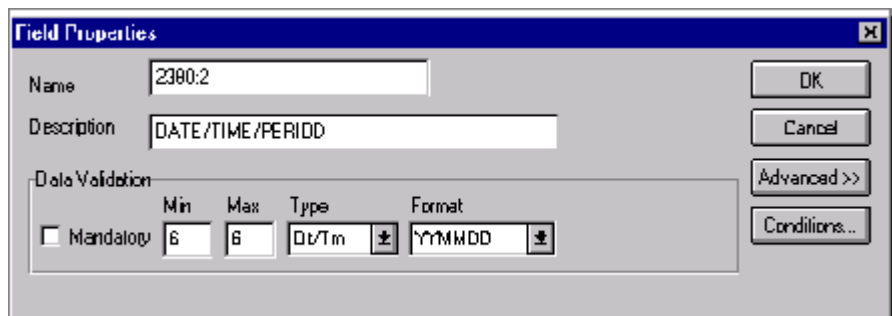 Field Properties
Name 2380:2 OK
Description DATE/TIME/PERIOD Cancel
Data Validation Advanced >>
Min Max Type Format
Mandatory 6 6 Dt/Tm YYMMDD Conditions...